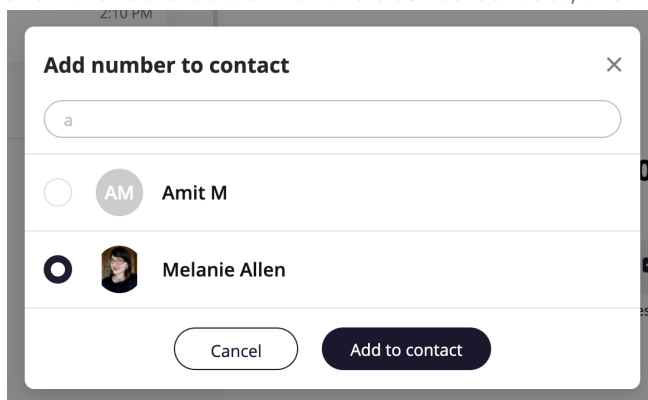 2:10 PM
Add number to contact
a
AM
Amit M
Melanie Allen
Cancel
Add to contact